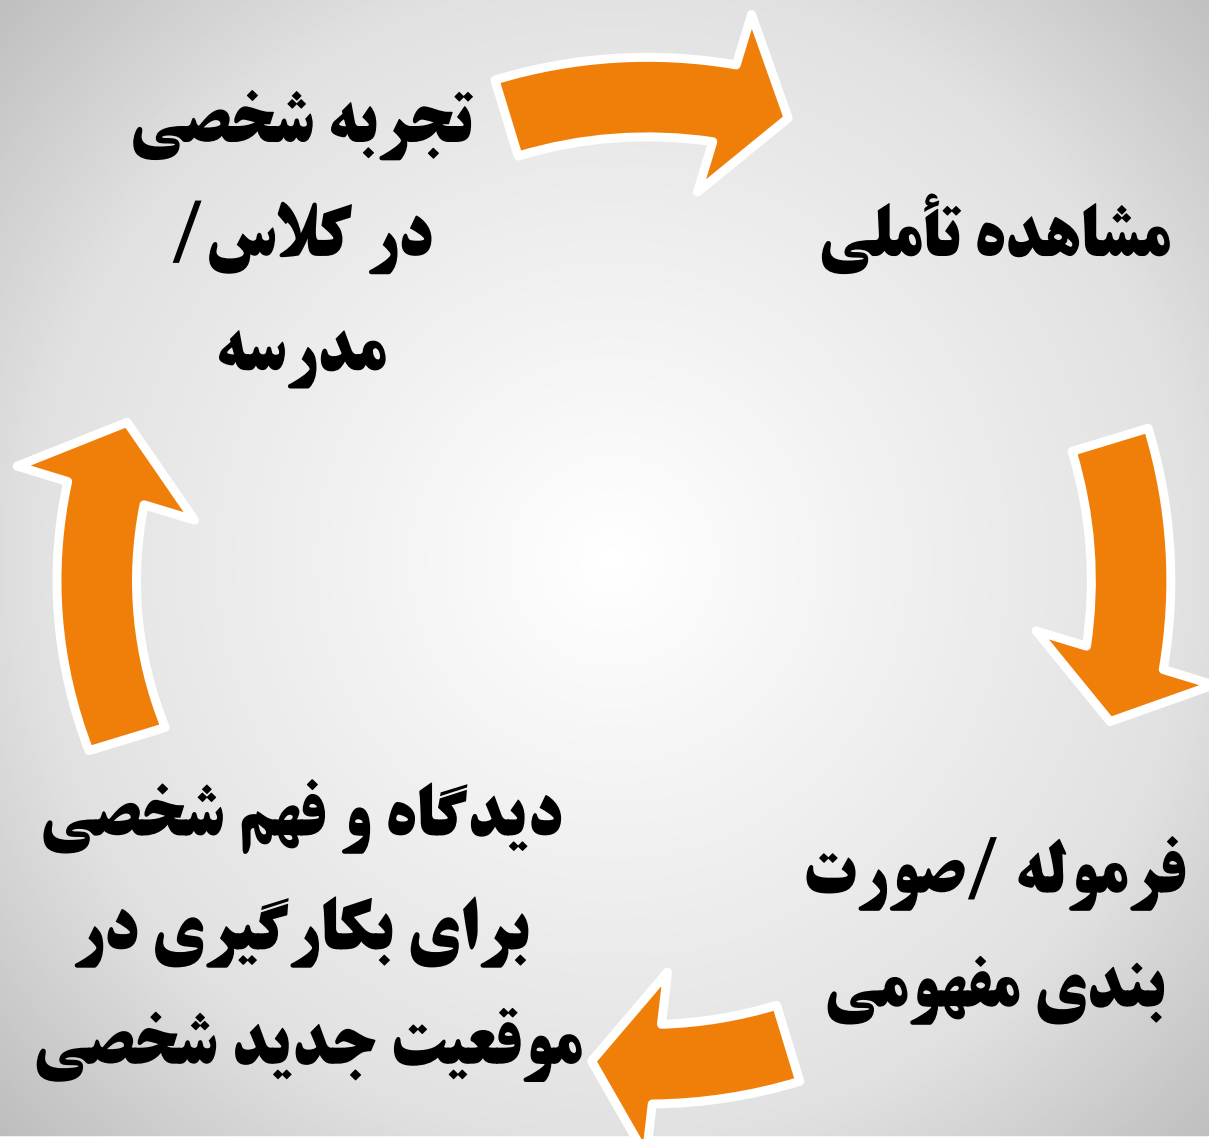 تجربه شخصی
در کلاس/
مدرسه
مشاهده تأملی
فرموله /صورت
بندی مفهومی
دیدگاه و فهم شخصی
برای بکارگیری در
موقعیت جدید شخصی